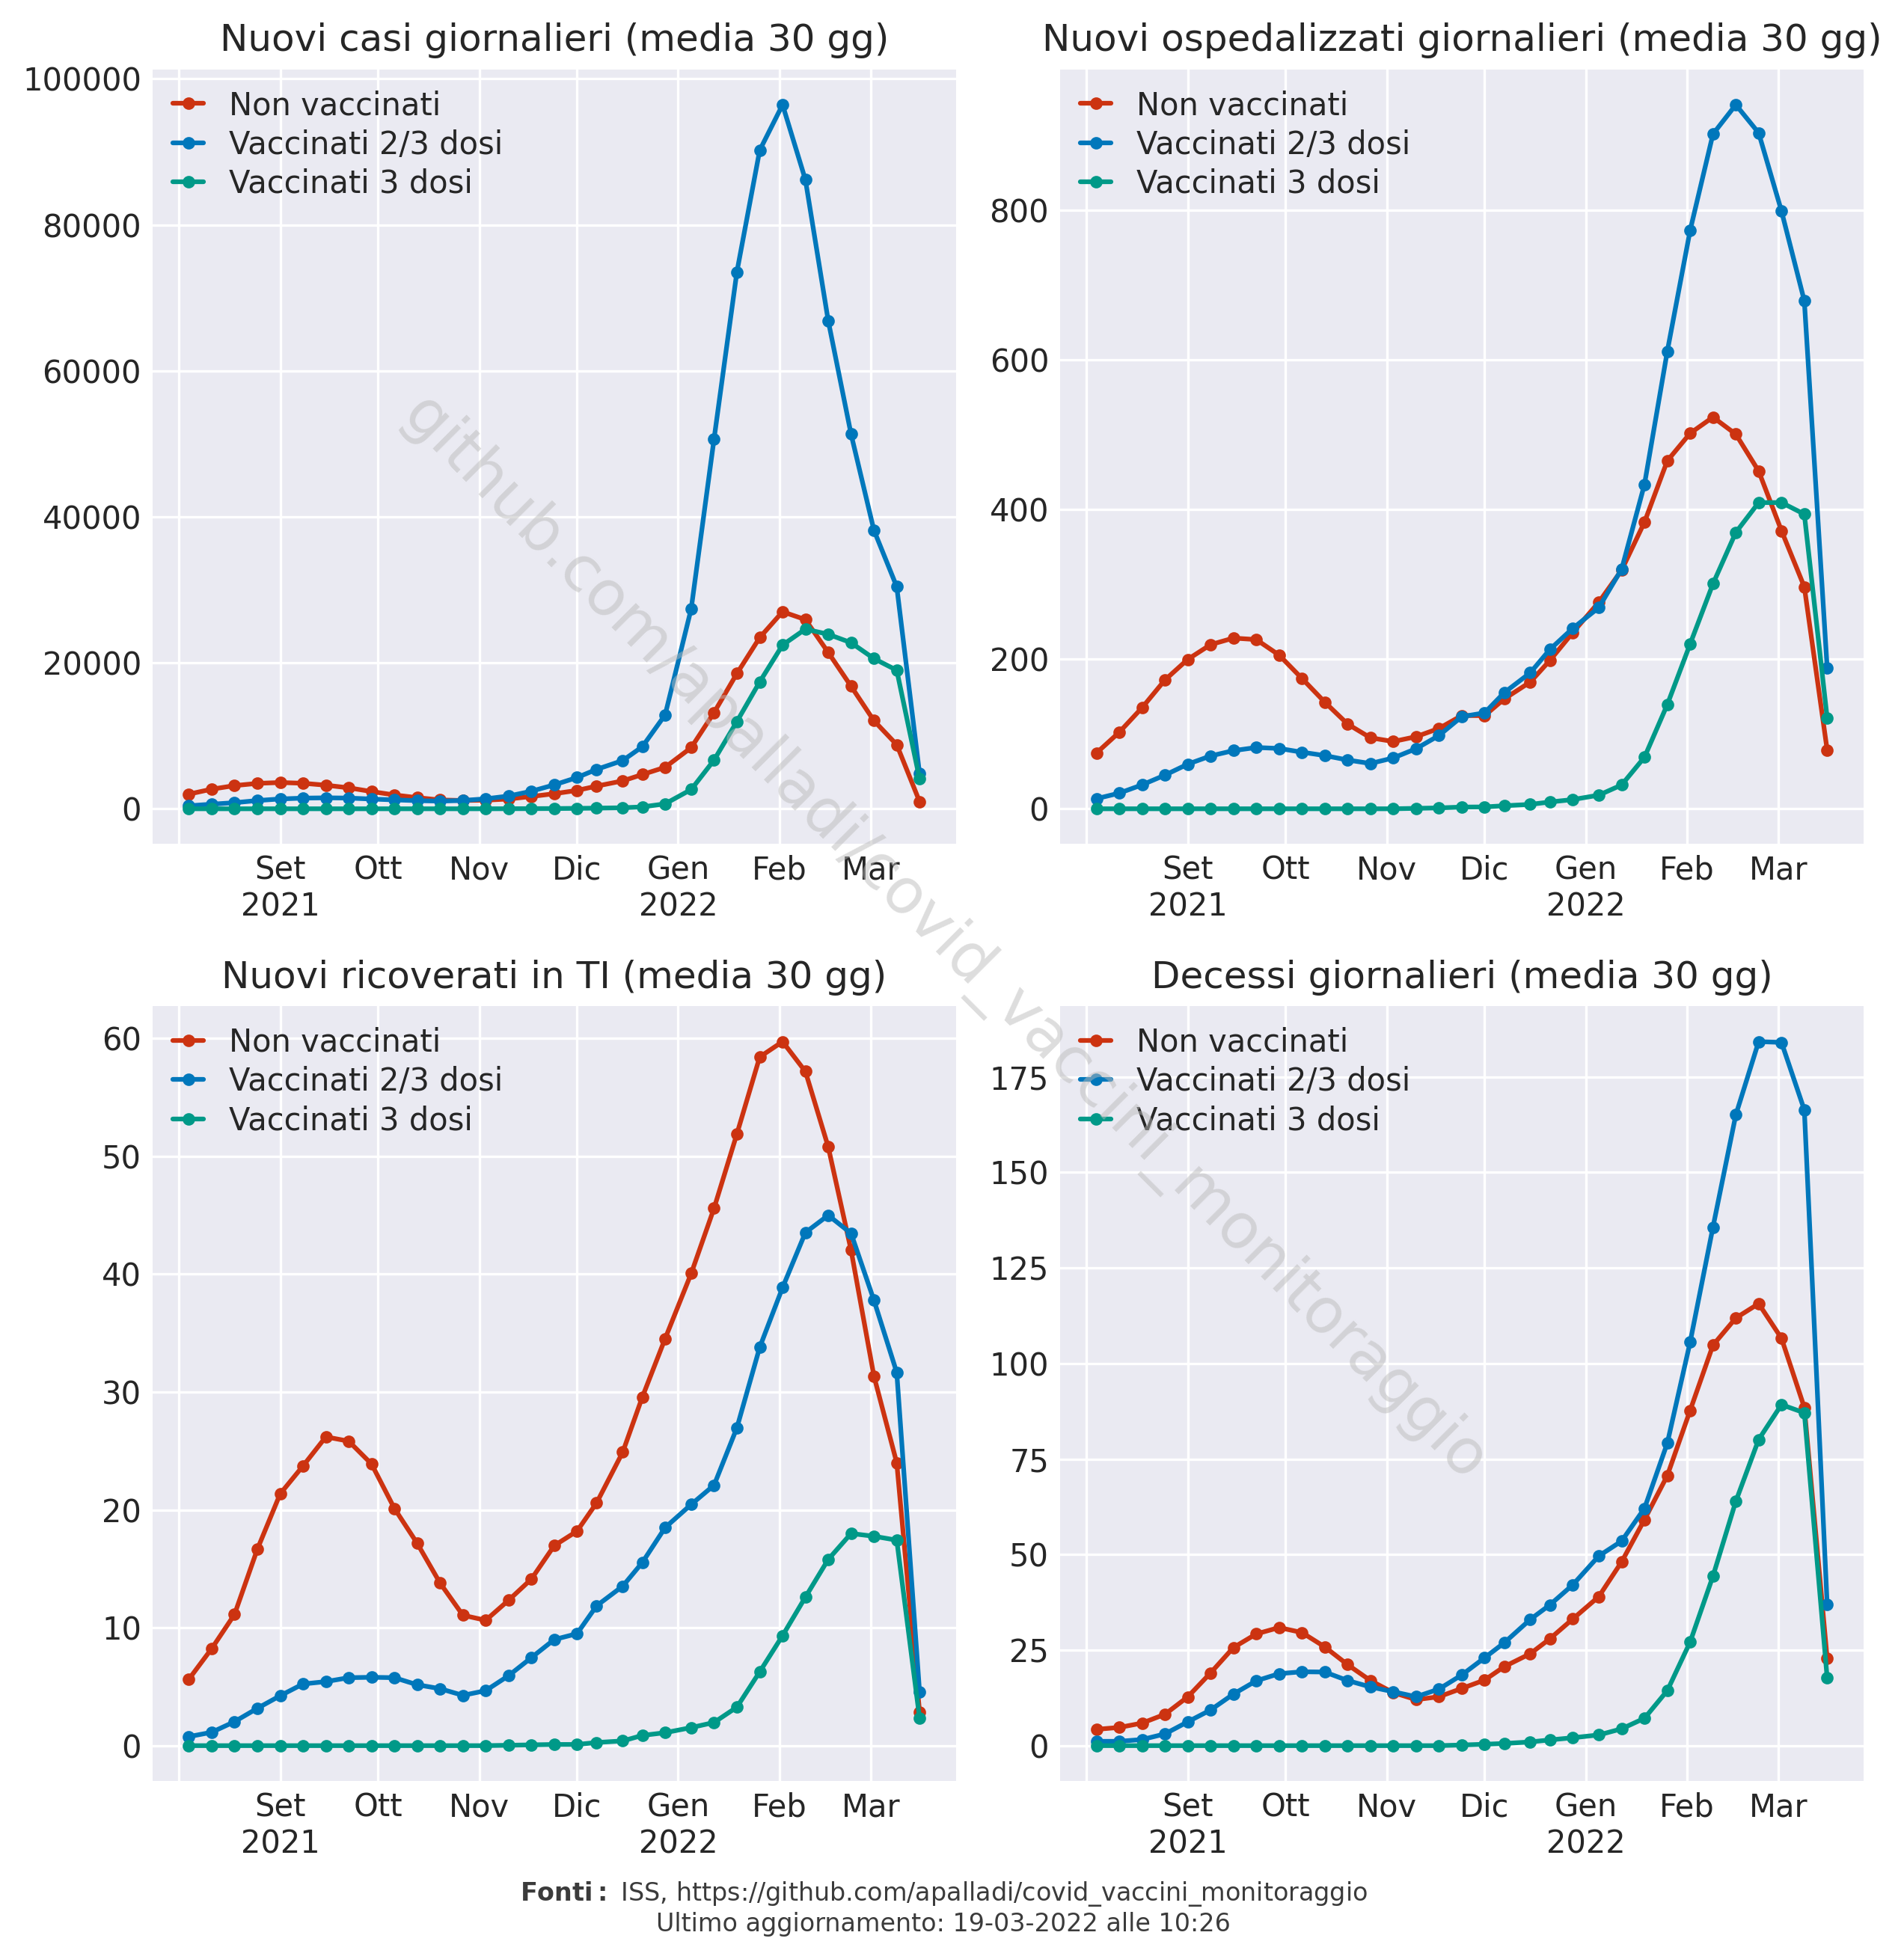 Nuovi casi giornalieri (media 30 gg)
100000
80000
60000
40000
20000
0
Non vaccinati
Vaccinati 2/3 dosi
Vaccinati 3 dosi
Set Ott Nov Dic Gen Feb Mar
2021 2022
Nuovi ospedalizzati giornalieri (media 30 gg)
800
600
400
200
0
Non vaccinati
Vaccinati 2/3 dosi
Vaccinati 3 dosi
Set Ott Nov Dic Gen Feb Mar
2021 2022
Nuovi ricoverati in TI (media 30 gg)
60
50
40
30
20
10
0
Non vaccinati
Vaccinati 2/3 dosi
Vaccinati 3 dosi
Set Ott Nov Dic Gen Feb Mar
2021 2022
Decessi giornalieri (media 30 gg)
175
150
125
100
75
50
25
0
Non vaccinati
Vaccinati 2/3 dosi
Vaccinati 3 dosi
Set Ott Nov Dic Gen Feb Mar
2021 2022
github.com/apalladi/covid_vaccini_monitoraggio
Fonti: ISS, https://github.com/apalladi/covid_vaccini_monitoraggio
Ultimo aggiornamento: 19-03-2022 alle 10:26